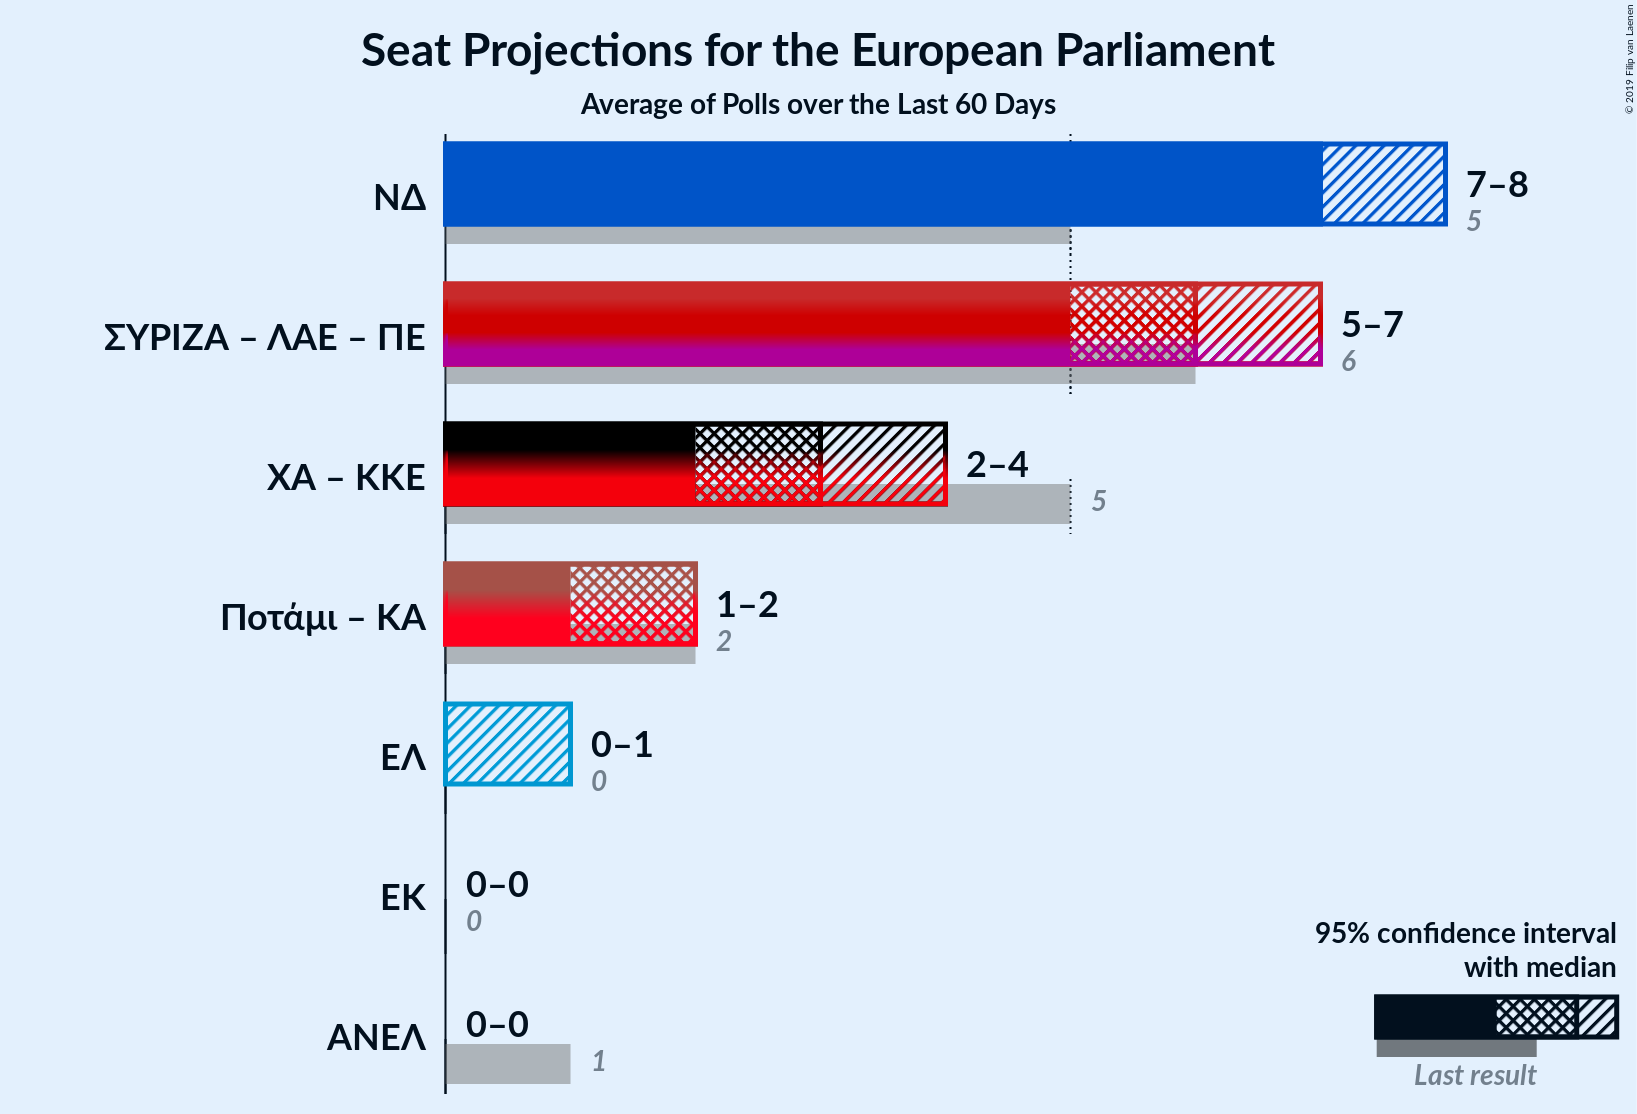 Seat Projections for the European Parliament
Average of Polls over the Last 60 Days
© 2019 Filip van Laenen
ΝΔ
7–8
5
ΣΥΡΙΖΑ – ΛΑΕ – ΠΕ
5–7
6
ΧΑ – ΚΚΕ
2–4
5
Ποτάμι – ΚΑ
1–2
2
ΕΛ
0–1
0
ΕΚ
0–0
0
ΑΝΕΛ
0–0
1
95% confidence interval
with median
Last result